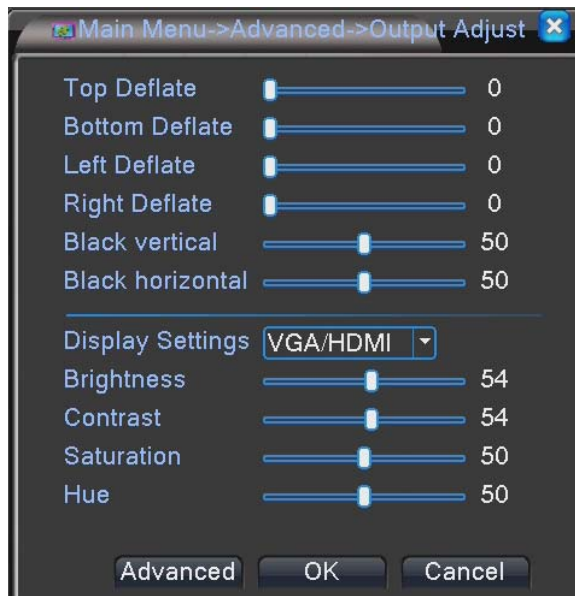 Main Menu->Advanced->Output Adjust
Top Deflate 0
Bottom Deflate 0
Left Deflate 0
Right Deflate 0
Black vertical 50
Black horizontal 50
Display Settings VGA/HDMI
Brightness 54
Contrast 54
Saturation 50
Hue 50
Advanced OK Cancel